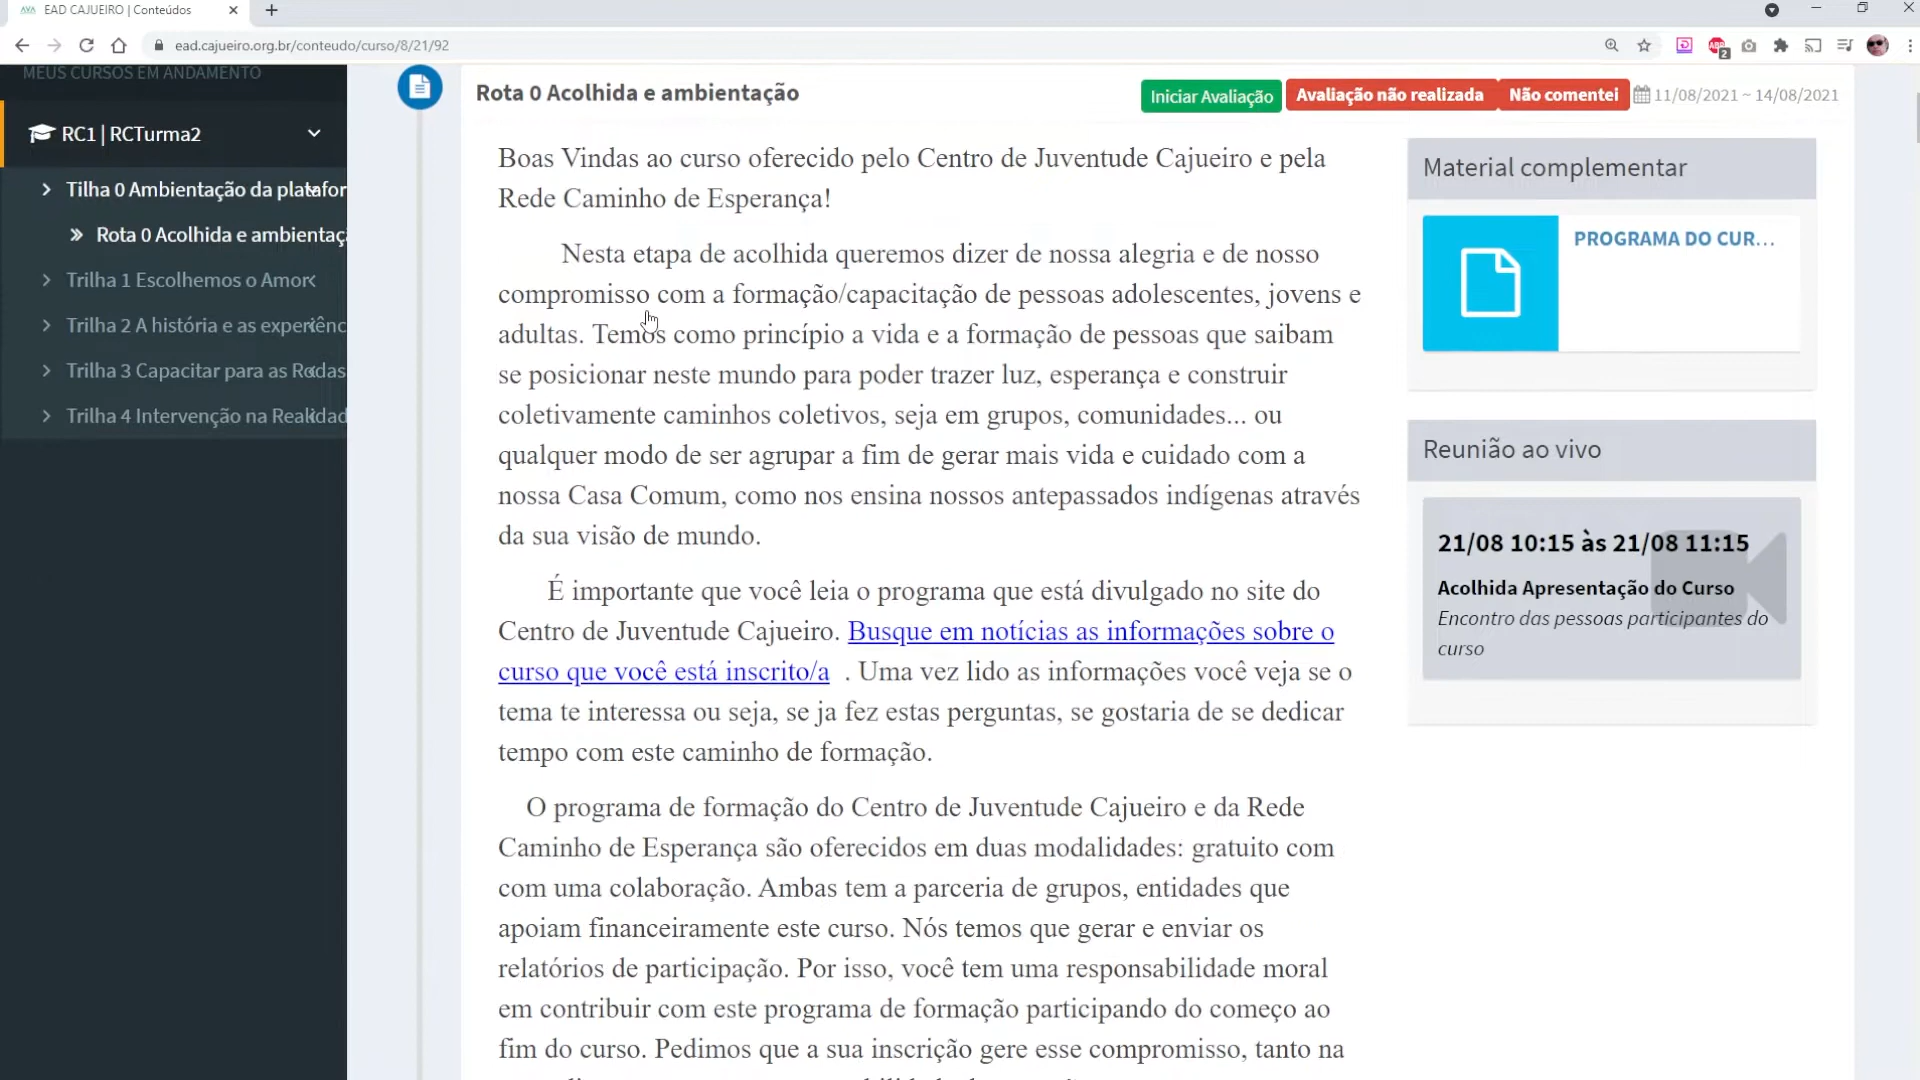 EAD CAJUEIRO | Conteúdos
ead.cajueiro.org.br/conteudo/curso/8/21/92
2
MEUS CURSOS EM ANDAMENTO
RC1 | RCTurma2
Tilha 0 Ambientação da platafor
Rota 0 Acolhida e ambientaçã
Trilha 1 Escolhemos o Amor
Trilha 2 A história e as experiênc
Trilha 3 Capacitar para as Rodas
Trilha 4 Intervenção na Realidad
Rota 0 Acolhida e ambientação
Iniciar Avaliação Avaliação não realizada Não comentei 11/08/2021 ~ 14/08/2021
Boas Vindas ao curso oferecido pelo Centro de Juventude Cajueiro e pela
Rede Caminho de Esperança!
Nesta etapa de acolhida queremos dizer de nossa alegria e de nosso
compromisso com a formação/capacitação de pessoas adolescentes, jovens e
adultas. Temos como princípio a vida e a formação de pessoas que saibam
se posicionar neste mundo para poder trazer luz, esperança e construir
coletivamente caminhos coletivos, seja em grupos, comunidades... ou
qualquer modo de ser agrupar a fim de gerar mais vida e cuidado com a
nossa Casa Comum, como nos ensina nossos antepassados indígenas através
da sua visão de mundo.
É importante que você leia o programa que está divulgado no site do
Centro de Juventude Cajueiro. Busque em notícias as informações sobre o
curso que você está inscrito/a . Uma vez lido as informações você veja se o
tema te interessa ou seja, se ja fez estas perguntas, se gostaria de se dedicar
tempo com este caminho de formação.
O programa de formação do Centro de Juventude Cajueiro e da Rede
Caminho de Esperança são oferecidos em duas modalidades: gratuito com
com uma colaboração. Ambas tem a parceria de grupos, entidades que
apoiam financeiramente este curso. Nós temos que gerar e enviar os
relatórios de participação. Por isso, você tem uma responsabilidade moral
em contribuir com este programa de formação participando do começo ao
fim do curso. Pedimos que a sua inscrição gere esse compromisso, tanto na
Material complementar
PROGRAMA DO CUR...
Reunião ao vivo
21/08 10:15 às 21/08 11:15
Acolhida Apresentação do Curso
Encontro das pessoas participantes do
curso